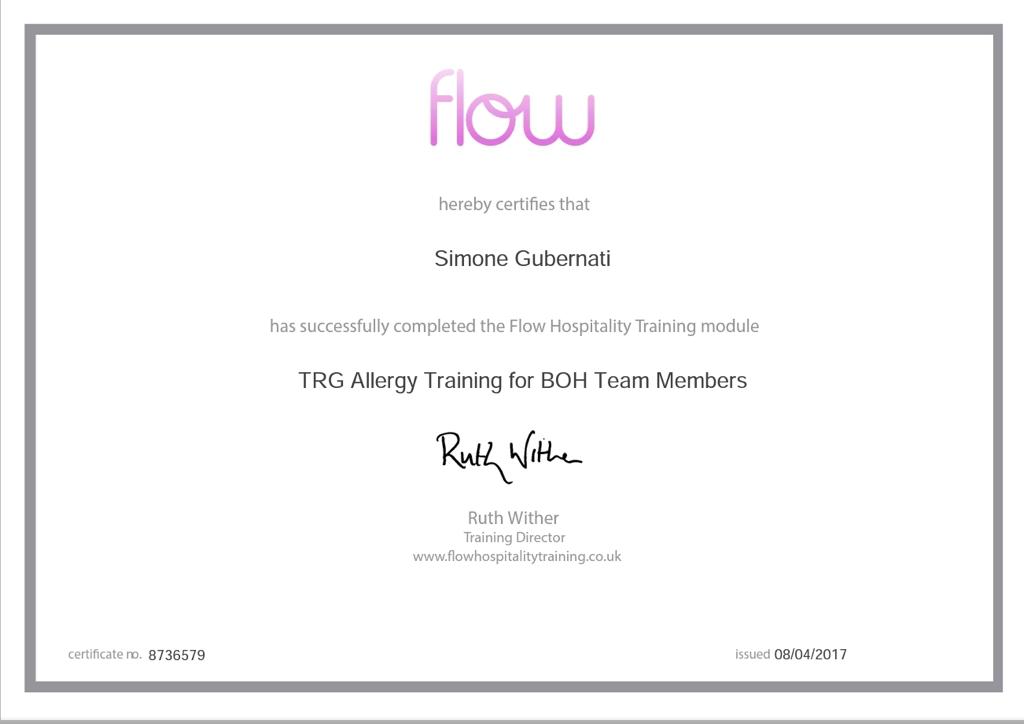 flow
hereby certifies that
Simone Gubernati
has successfully completed the Flow Hospitality Training module
TRG Allergy Training for BOH Team Members
Ruth Wither
Ruth Wither
Training Director
www.flowhospitalitytraining.co.uk
certificate no. 8736579
issued 08/04/2017